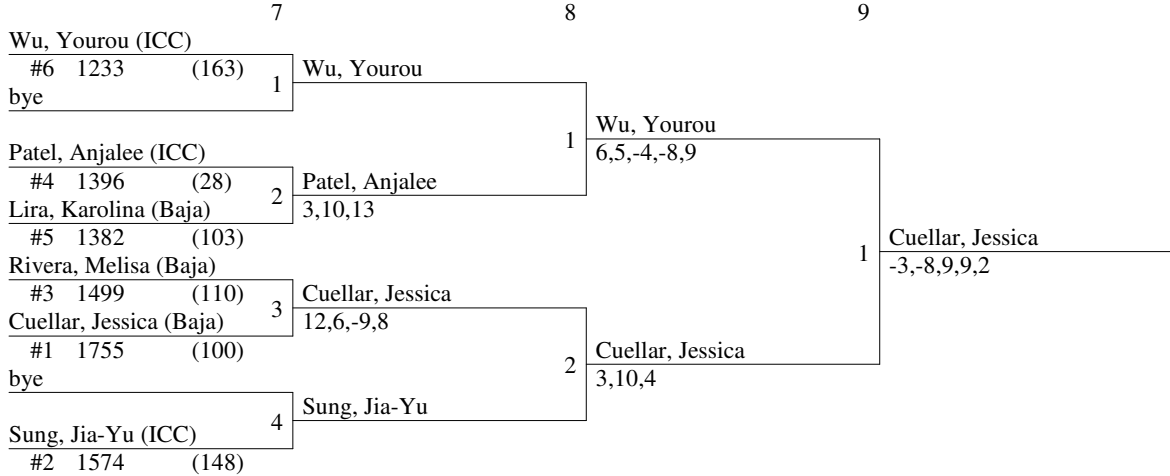 7 8 9
Wu, Yourou (ICC)
#6 1233 (163)
bye
1
Wu, Yourou
Patel, Anjalee (ICC)
#4 1396 (28)
Lira, Karolina (Baja)
#5 1382 (103)
2
Patel, Anjalee
3,10,13
Rivera, Melisa (Baja)
#3 1499 (110)
Cuellar, Jessica (Baja)
#1 1755 (100)
3
Cuellar, Jessica
12,6,-9,8
bye
Sung, Jia-Yu (ICC)
#2 1574 (148)
4
Sung, Jia-Yu
1
Wu, Yourou
6,5,-4,-8,9
2
Cuellar, Jessica
3,10,4
1
Cuellar, Jessica
-3,-8,9,9,2